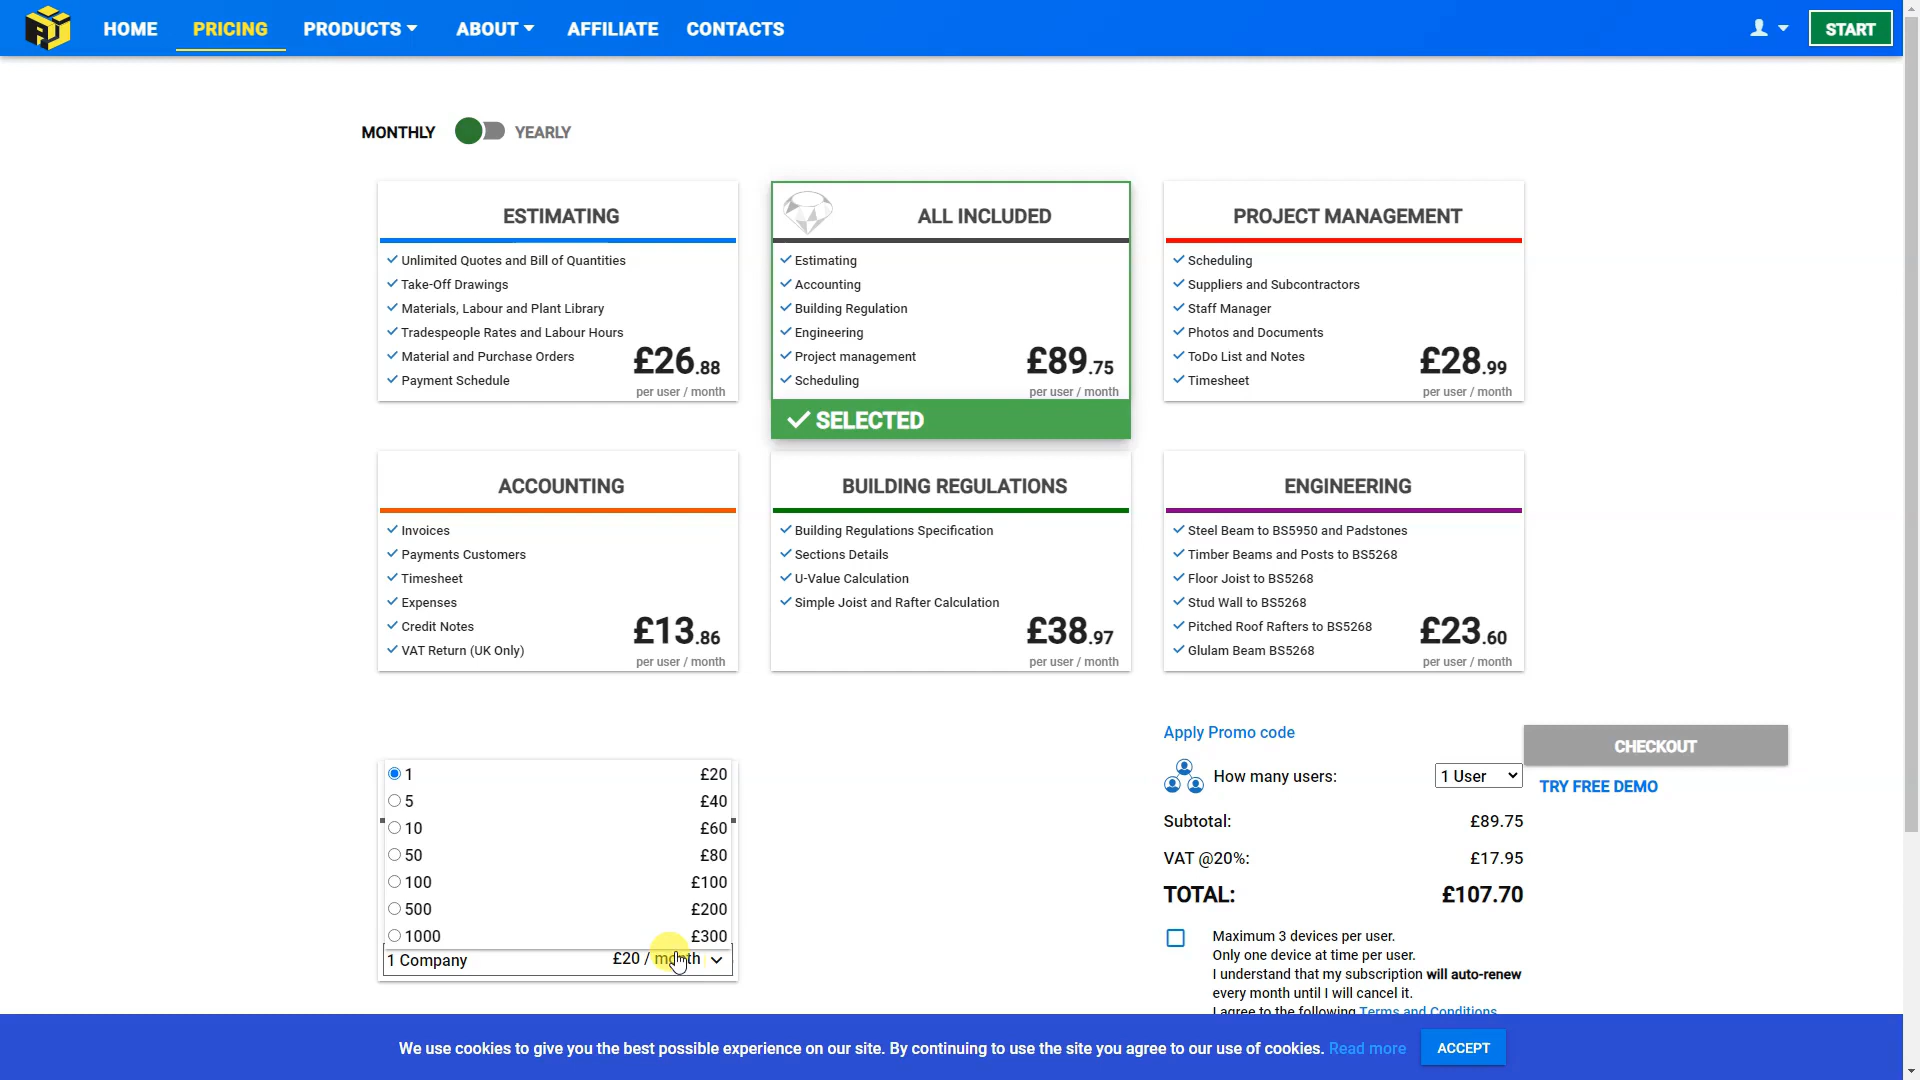 HOME
PRICING
PRODUCTS
ABOUT
AFFILIATE
CONTACTS
START
MONTHLY
YEARLY
ESTIMATING
Unlimited Quotes and Bill of Quantities
Take-Off Drawings
Materials, Labour and Plant Library
Tradespeople Rates and Labour Hours
Material and Purchase Orders
Payment Schedule
£26.88
per user / month
ALL INCLUDED
Estimating
Accounting
Building Regulation
Engineering
Project management
Scheduling
£89.75
per user / month
SELECTED
PROJECT MANAGEMENT
Scheduling
Suppliers and Subcontractors
Staff Manager
Photos and Documents
ToDo List and Notes
Timesheet
£28.99
per user / month
ACCOUNTING
Invoices
Payments Customers
Timesheet
Expenses
Credit Notes
VAT Return (UK Only)
£13.86
per user / month
BUILDING REGULATIONS
Building Regulations Specification
Sections Details
U-Value Calculation
Simple Joist and Rafter Calculation
£38.97
per user / month
ENGINEERING
Steel Beam to BS5950 and Padstones
Timber Beams and Posts to BS5268
Floor Joist to BS5268
Stud Wall to BS5268
Pitched Roof Rafters to BS5268
Glulam Beam BS5268
£23.60
per user / month
1 £20
5 £40
10 £60
50 £80
100 £100
500 £200
1000 £300
1 Company £20 / month
Apply Promo code
How many users: 1 User
Subtotal: £89.75
VAT @20%: £17.95
TOTAL: £107.70
Maximum 3 devices per user.
Only one device at time per user.
I understand that my subscription will auto-renew
every month until I will cancel it.
I agree to the following Terms and Conditions
CHECKOUT
TRY FREE DEMO
We use cookies to give you the best possible experience on our site. By continuing to use the site you agree to our use of cookies. Read more
ACCEPT